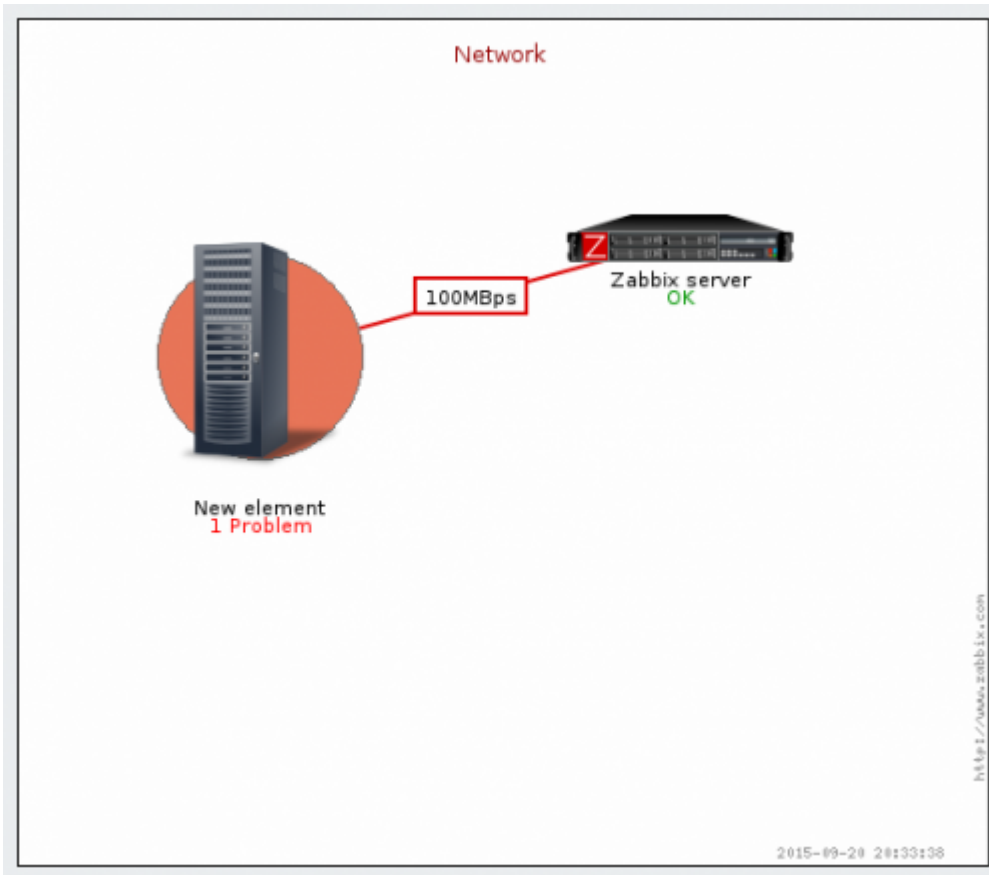 Network
Z
Zabbix server
OK
100MBps
New element
1 Problem
http://www.zabbix.com
2015-09-20 20:33:38